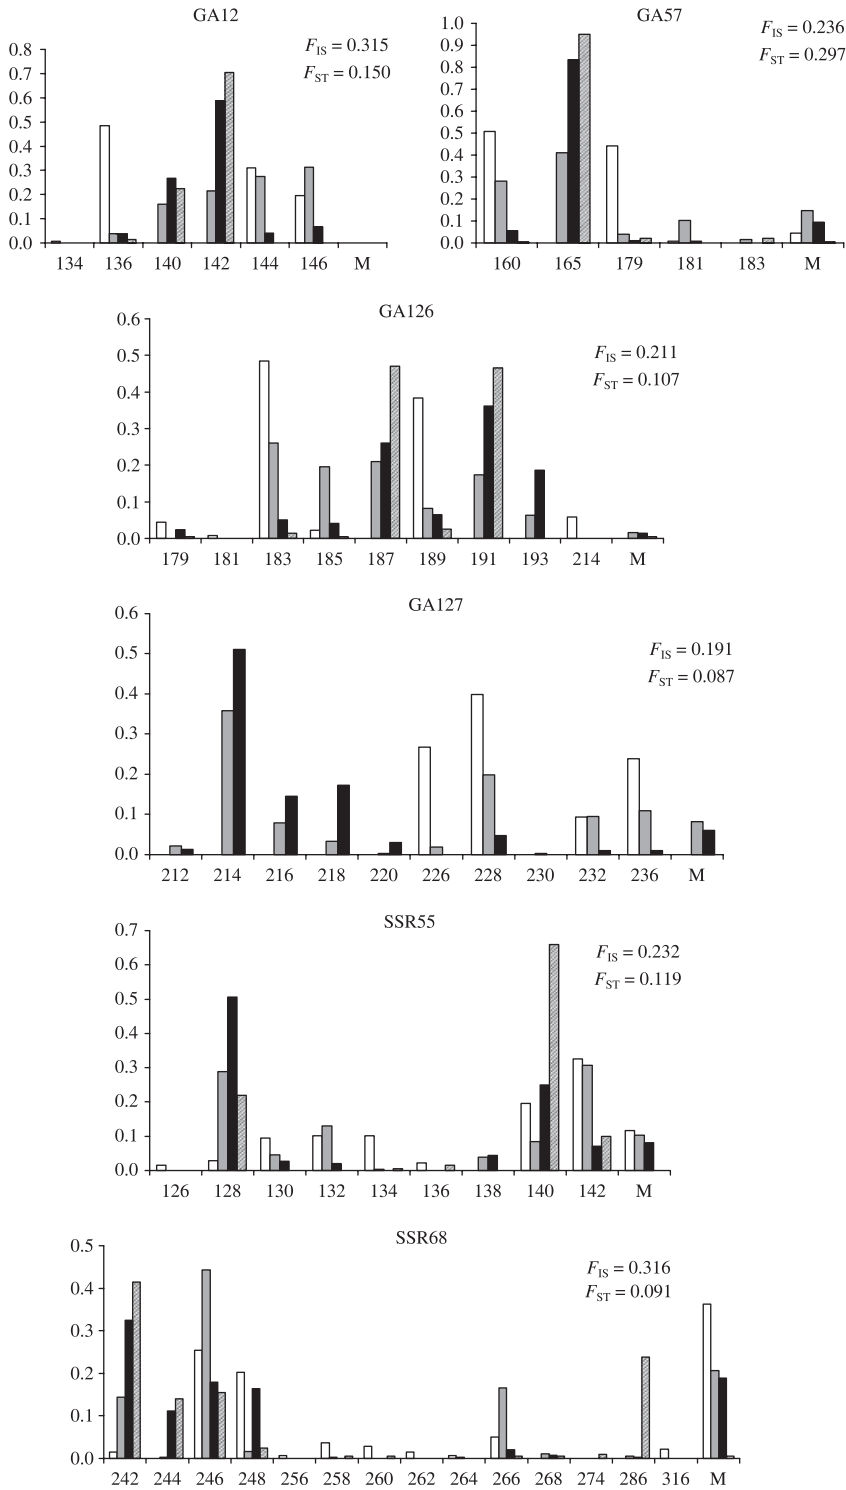 GA12
F_IS = 0.315
F_ST = 0.150
0.8
0.7
0.6
0.5
0.4
0.3
0.2
0.1
0.0
134 136 140 142 144 146 M
GA57
F_IS = 0.236
F_ST = 0.297
1.0
0.9
0.8
0.7
0.6
0.5
0.4
0.3
0.2
0.1
0.0
160 165 179 181 183 M
GA126
F_IS = 0.211
F_ST = 0.107
0.6
0.5
0.4
0.3
0.2
0.1
0.0
179 181 183 185 187 189 191 193 214 M
GA127
F_IS = 0.191
F_ST = 0.087
0.6
0.5
0.4
0.3
0.2
0.1
0.0
212 214 216 218 220 226 228 230 232 236 M
SSR55
F_IS = 0.232
F_ST = 0.119
0.7
0.6
0.5
0.4
0.3
0.2
0.1
0.0
126 128 130 132 134 136 138 140 142 M
SSR68
F_IS = 0.316
F_ST = 0.091
0.5
0.4
0.3
0.2
0.1
0.0
242 244 246 248 256 258 260 262 264 266 268 274 286 316 M